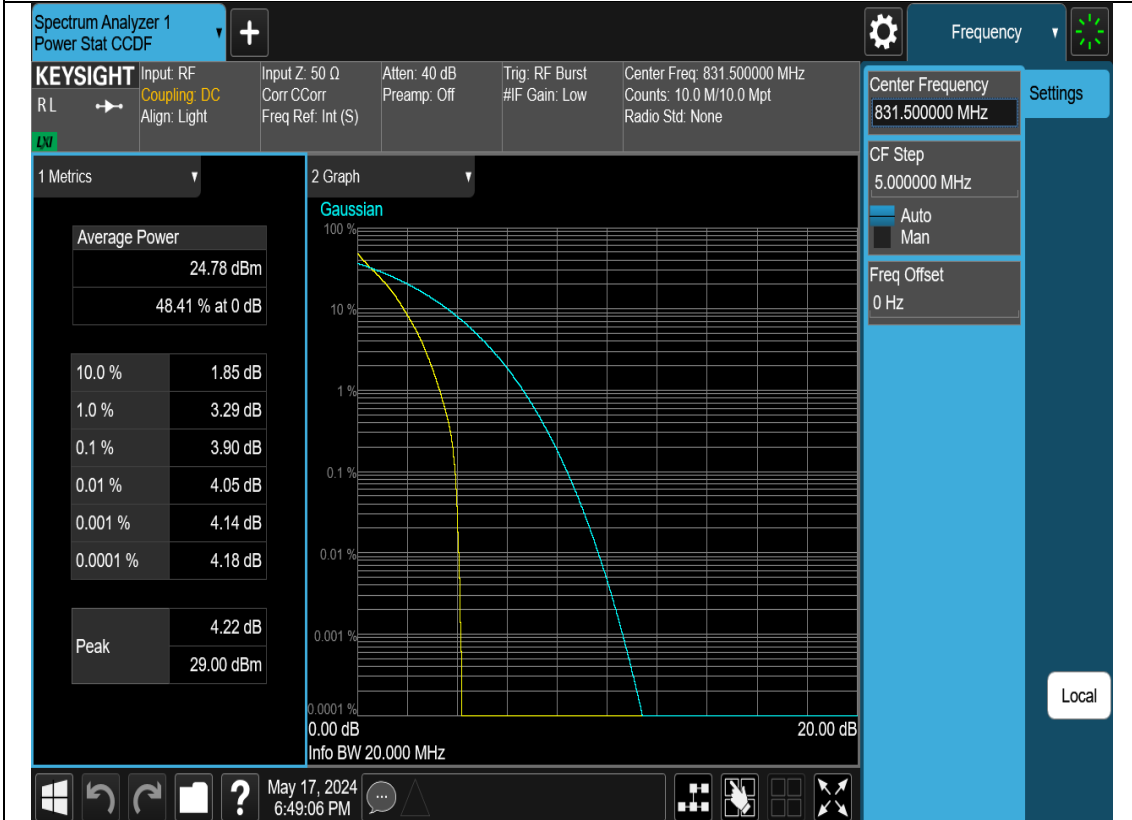 Spectrum Analyzer 1
Power Stat CCDF
Frequency
KEYSIGHT
RL
LXI
Input: RF
Coupling: DC
Align: Light
Input Z: 50 Ω
Corr CCorr
Freq Ref: Int (S)
Atten: 40 dB
Preamp: Off
Trig: RF Burst
#IF Gain: Low
Center Freq: 831.500000 MHz
Counts: 10.0 M/10.0 Mpt
Radio Std: None
1 Metrics
Average Power
24.78 dBm
48.41 % at 0 dB
10.0 % 1.85 dB
1.0 % 3.29 dB
0.1 % 3.90 dB
0.01 % 4.05 dB
0.001 % 4.14 dB
0.0001 % 4.18 dB
Peak
4.22 dB
29.00 dBm
2 Graph
Gaussian
100 %
10 %
1 %
0.1 %
0.01 %
0.001 %
0.0001 %
0.00 dB 20.00 dB
Info BW 20.000 MHz
Center Frequency
831.500000 MHz
CF Step
5.000000 MHz
Auto
Man
Freq Offset
0 Hz
Settings
Local
?
May 17, 2024
6:49:06 PM